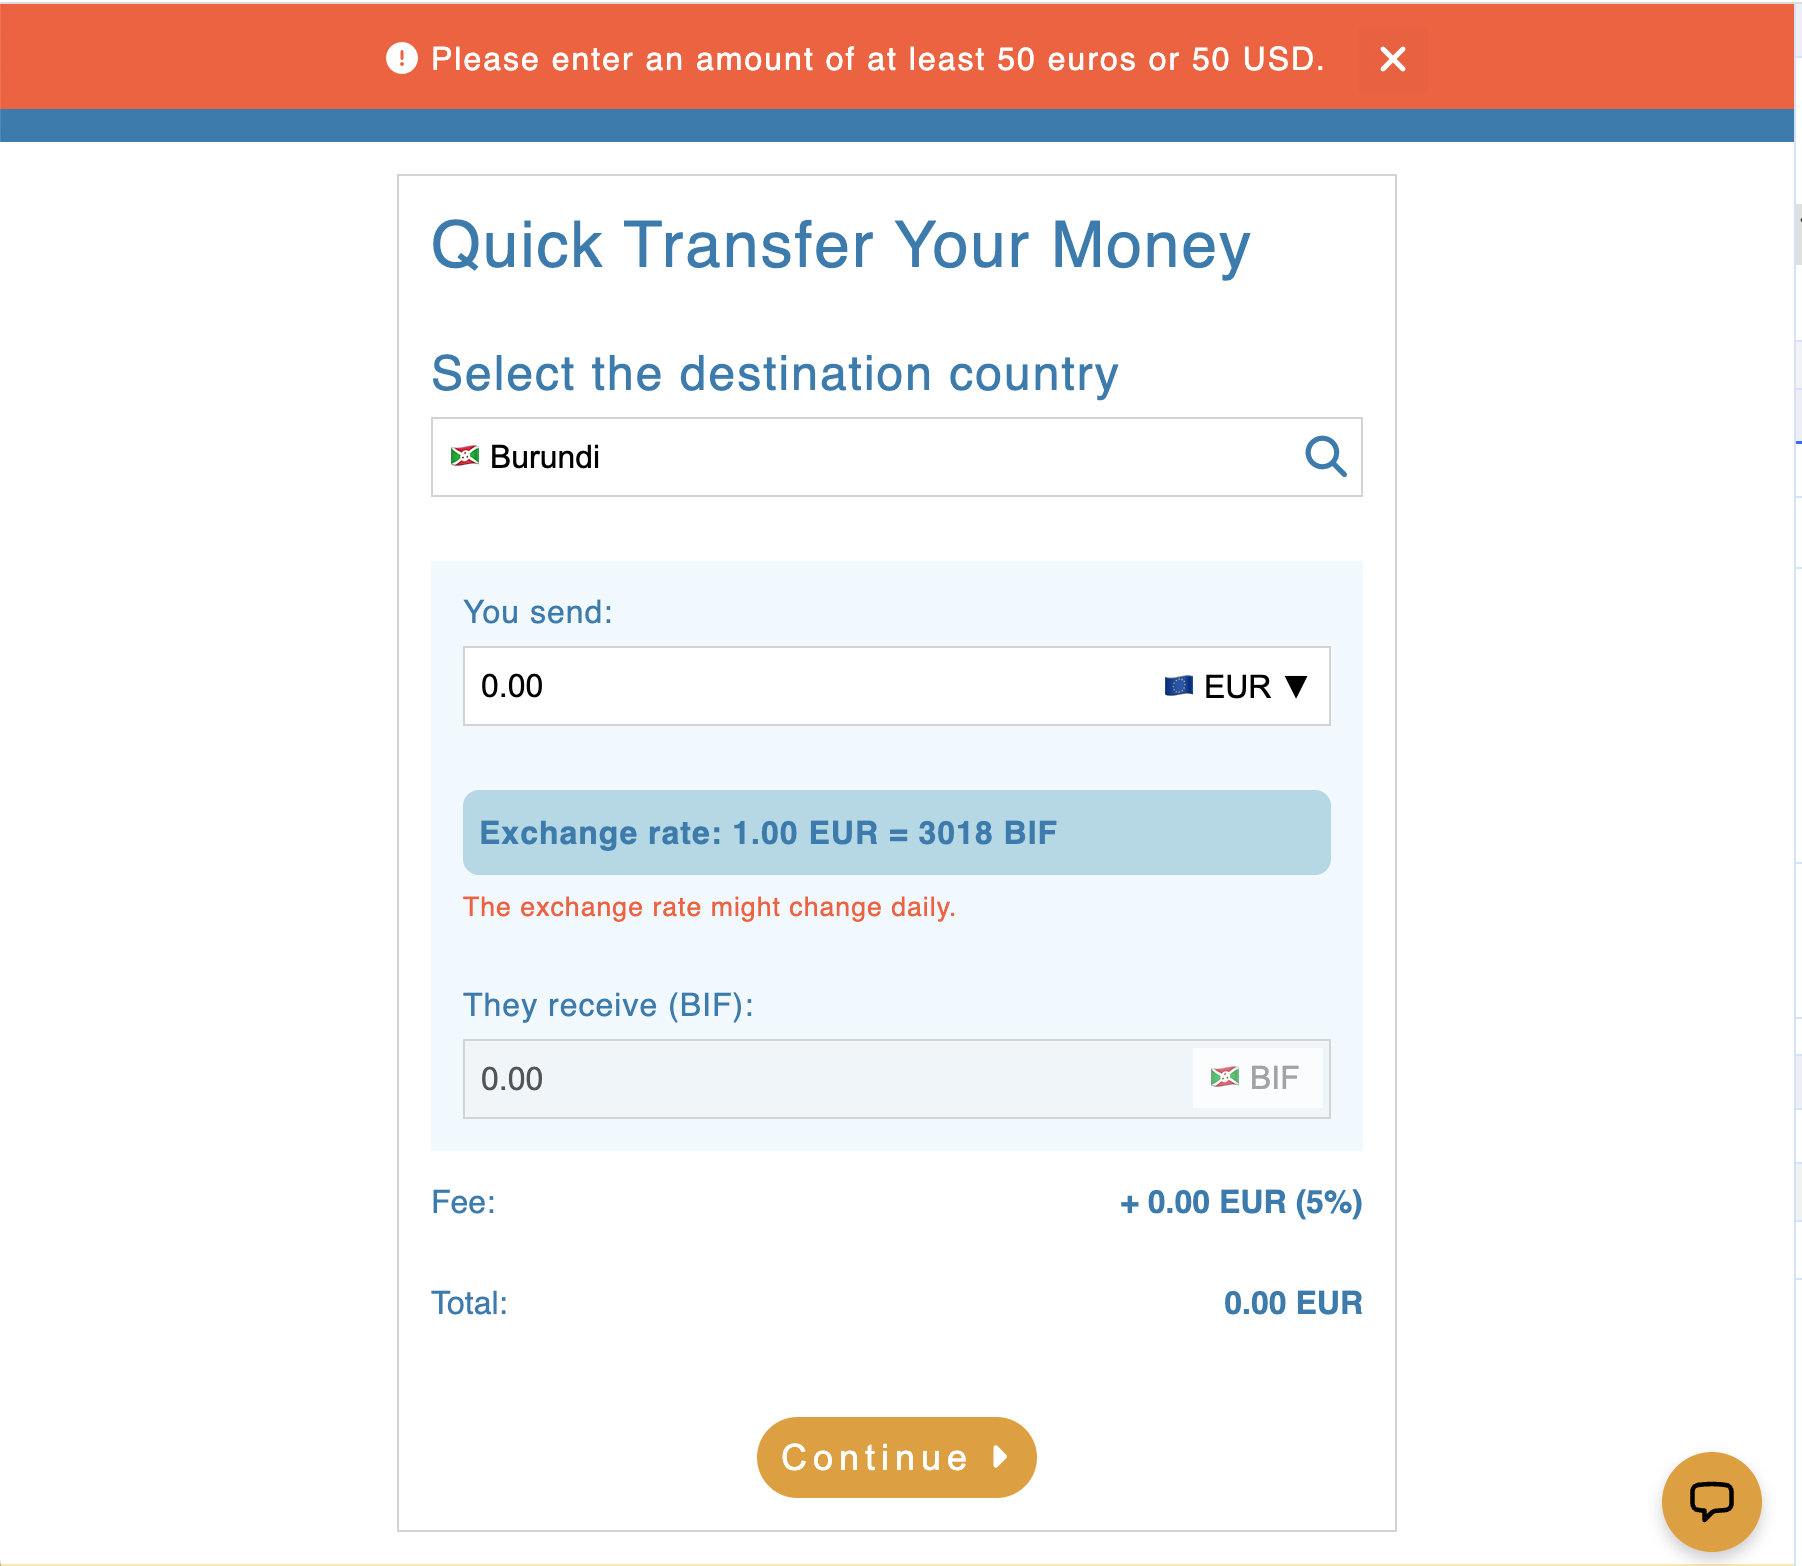 Please enter an amount of at least 50 euros or 50 USD.
Quick Transfer Your Money
Select the destination country
Burundi
You send:
0.00 EUR ▼
Exchange rate: 1.00 EUR = 3018 BIF
The exchange rate might change daily.
They receive (BIF):
0.00 BIF
Fee: + 0.00 EUR (5%)
Total: 0.00 EUR
Continue